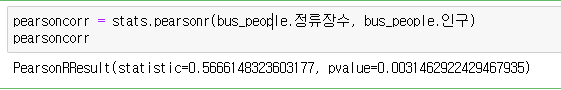 pearsoncorr = stats.pearsonr(bus_people.정류장수, bus_people.인구)
pearsoncorr
PearsonRResult(statistic=0.5666148323603177, pvalue=0.0031462922429467935)